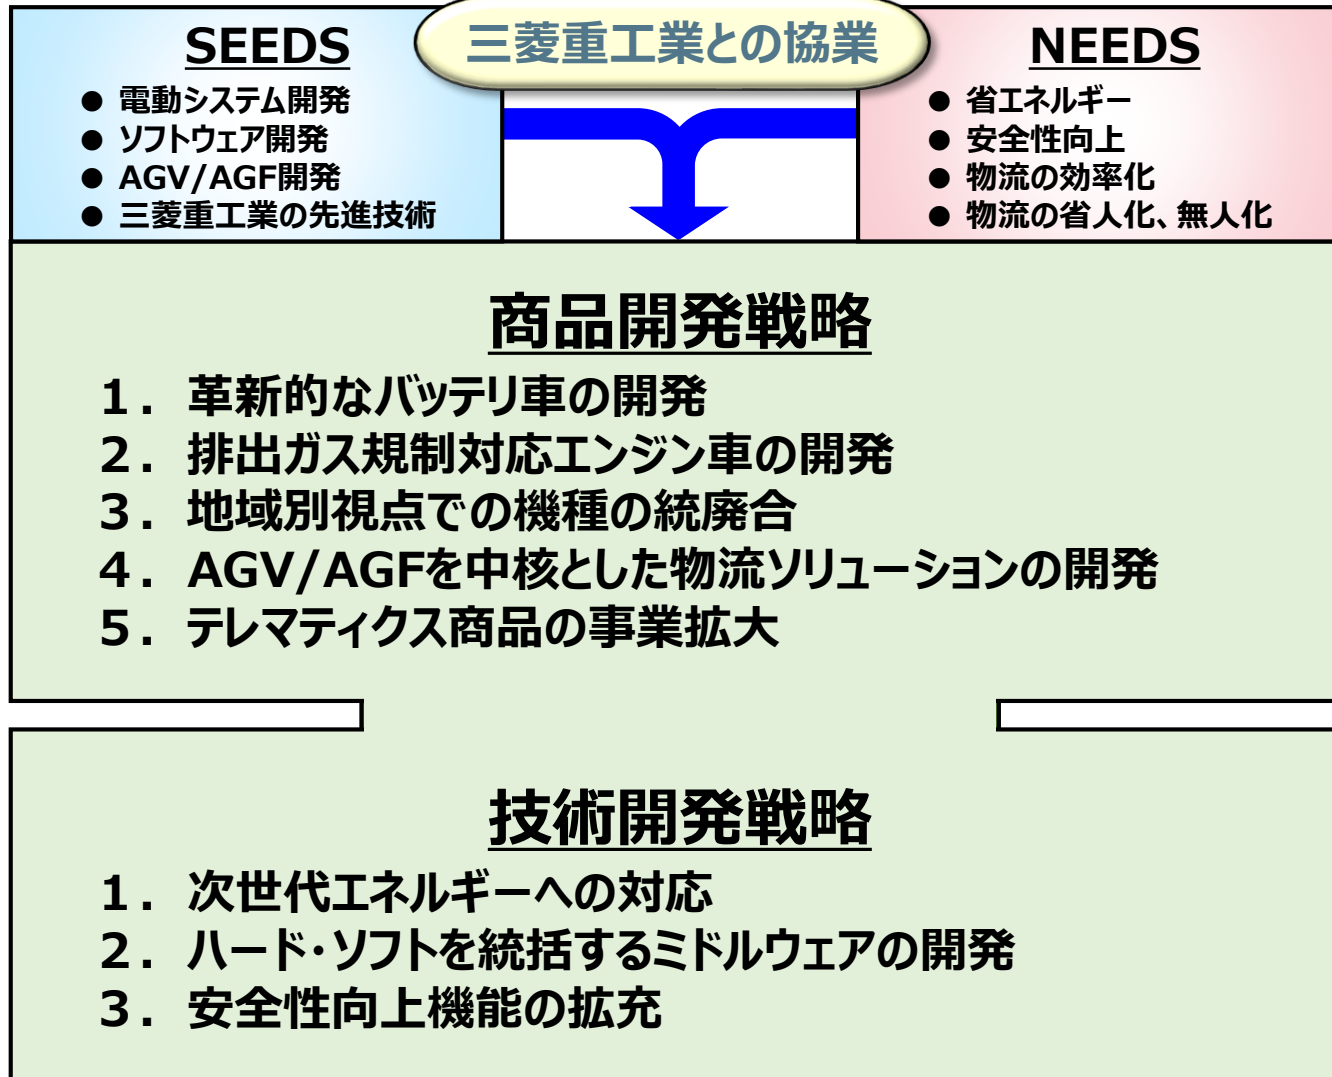 三菱重工業との協業
SEEDS
● 電動システム開発
● ソフトウェア開発
● AGV/AGF開発
● 三菱重工業の先進技術
NEEDS
● 省エネルギー
● 安全性向上
● 物流の効率化
● 物流の省人化、無人化
商品開発戦略
１．革新的なバッテリ車の開発
２．排出ガス規制対応エンジン車の開発
３．地域別視点での機種の統廃合
４．AGV/AGFを中核とした物流ソリューションの開発
５．テレマティクス商品の事業拡大
技術開発戦略
１．次世代エネルギーへの対応
２．ハード・ソフトを統括するミドルウェアの開発
３．安全性向上機能の拡充